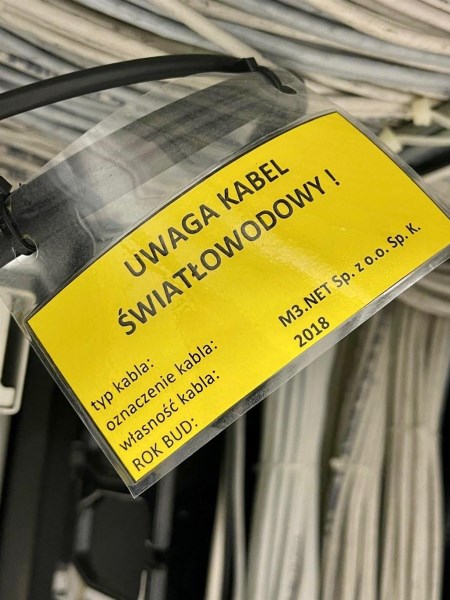 UWAGA KABEL
ŚWIATŁOWODOWY !
typ kabla:
oznaczenie kabla:
własność kabla: M3.NET Sp. z o.o. Sp. K.
ROK BUD: 2018